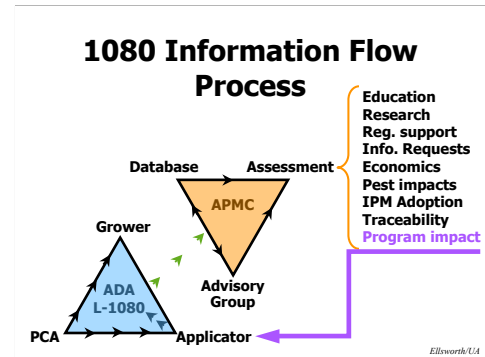 1080 Information Flow
Process
Education
Research
Reg. support
Info. Requests
Economics
Pest impacts
IPM Adoption
Traceability
Program impact
Database
Assessment
APMC
Advisory
Group
Grower
ADA
L-1080
PCA
Applicator
Ellsworth/UA